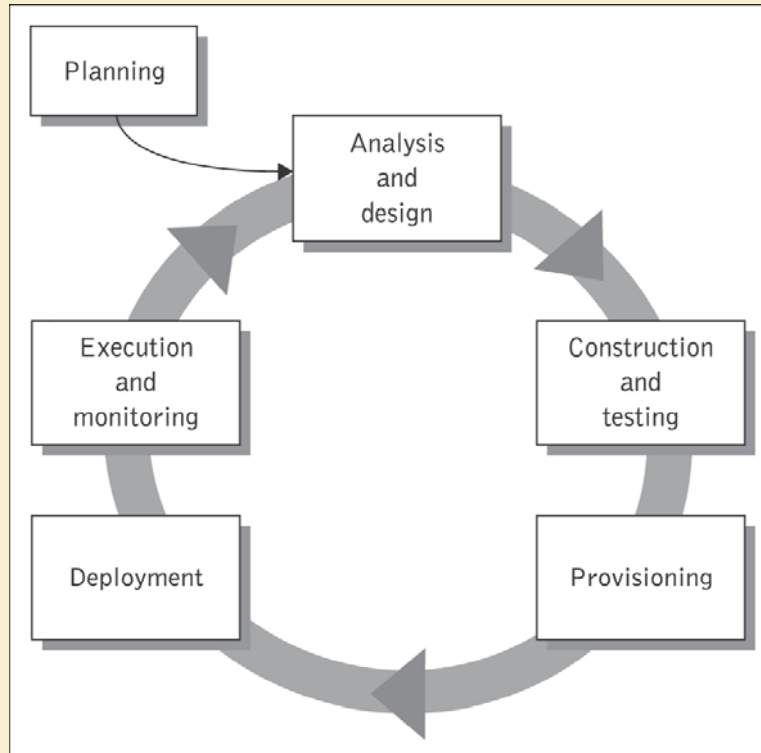 Planning
Analysis
and
design
Construction
and
testing
Provisioning
Deployment
Execution
and
monitoring